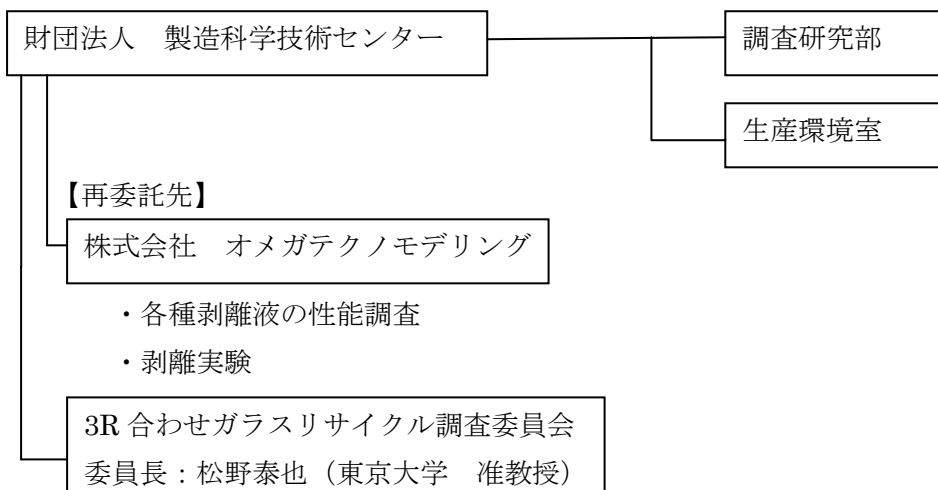 財団法人　製造科学技術センター
調査研究部
生産環境室
【再委託先】
株式会社　オメガテクノモデリング
・各種剥離液の性能調査
・剥離実験
3R 合わせガラスリサイクル調査委員会
委員長：松野泰也（東京大学　准教授）